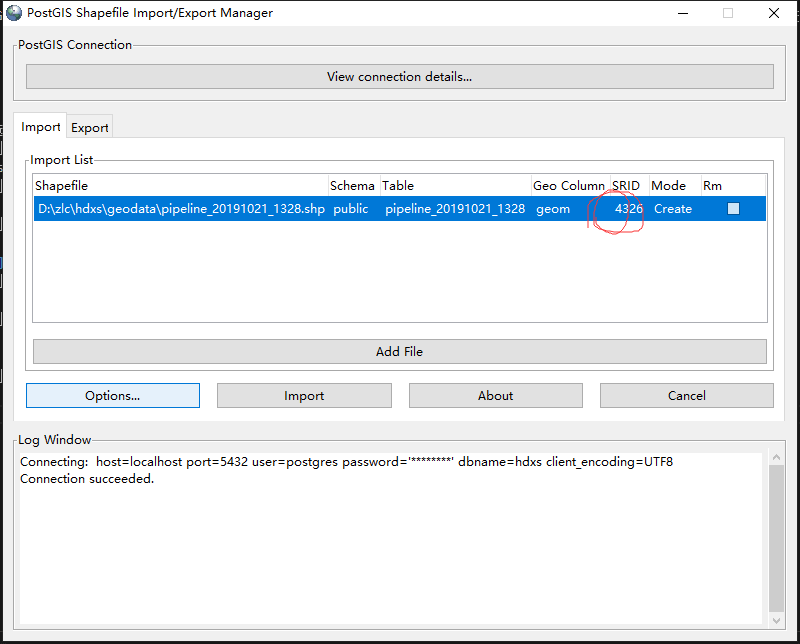 PostGIS Shapefile Import/Export Manager
PostGIS Connection
View connection details...
Import Export
Import List
Shapefile Schema Table Geo Column SRID Mode Rm
D:\zlc\hdxs\geodata\pipeline_20191021_1328.shp public pipeline_20191021_1328 geom 4326 Create
Add File
Options... Import About Cancel
Log Window
Connecting: host=localhost port=5432 user=postgres password='********' dbname=hdxs client_encoding=UTF8
Connection succeeded.